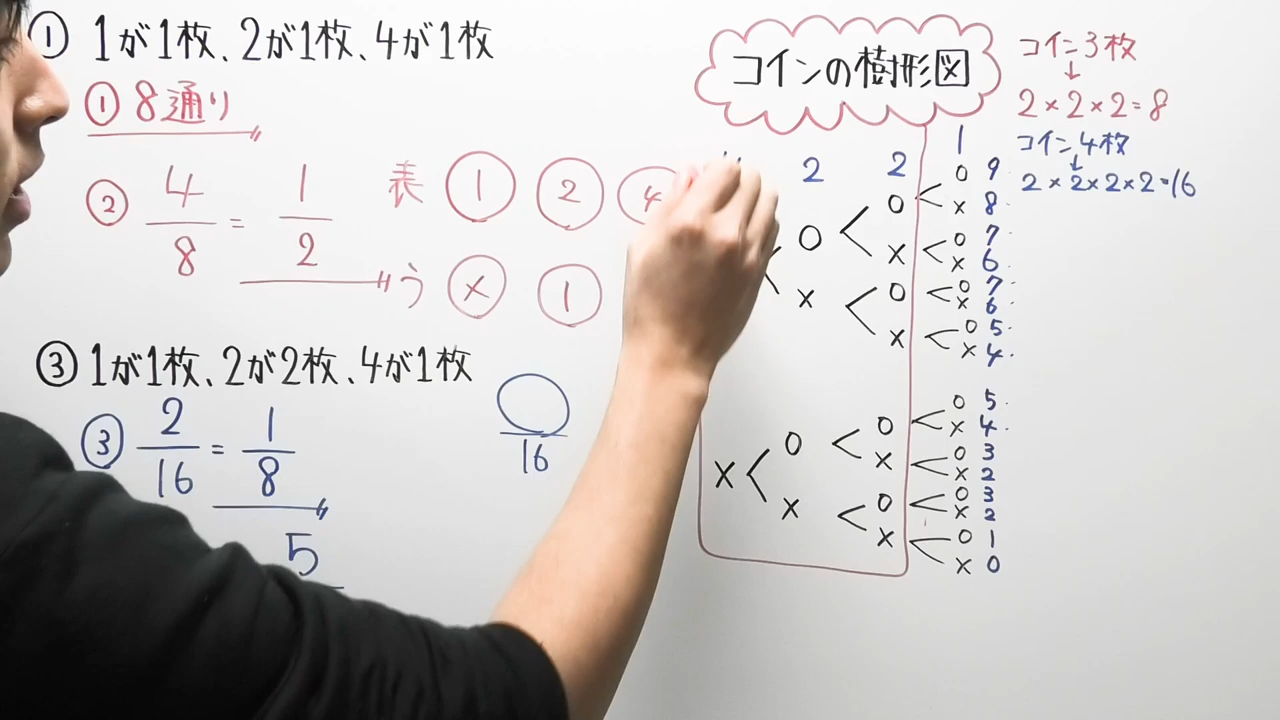 ① 1が1枚、2が1枚、4が1枚
① 8通り
② 4/8 = 1/2
表 ① ② ④
う ⓧ ①
③ 1が1枚、2が2枚、4が1枚
③ 2/16 = 1/8
○/16
5
コインの樹形図
コイン3枚
↓
2×2×2=8
コイン4枚
↓
2×2×2×2=16
2 2 1
○ 9
○ × 8
○ ○ 7
× × 6
○ ○ 7
× × 6
× ○ 5
× 4
○ 5
○ × 4
○ ○ 3
× × 2
× ○ ○ 3
× × 2
× ○ 1
× 0